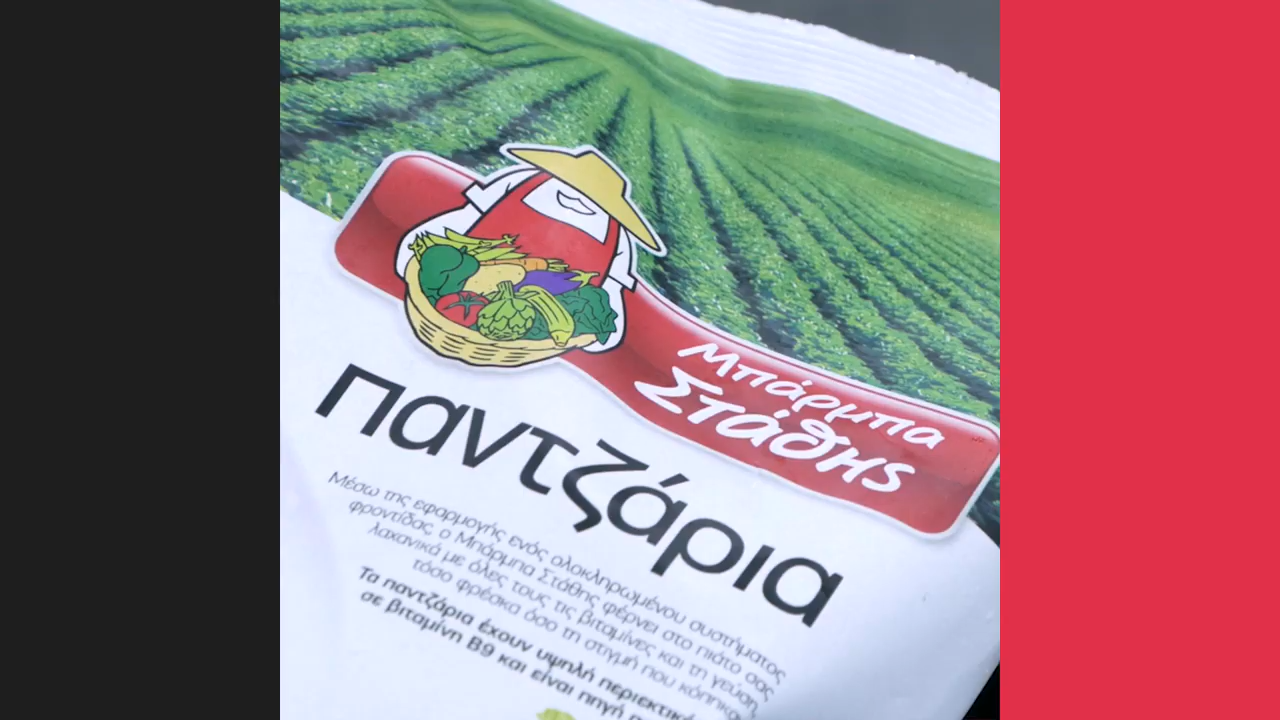 Μπάρμπα
Στάθης
Παντζάρια
Μέσω της εφαρμογής ενός ολοκληρωμένου συστήματος
φροντίδας, ο Μπάρμπα Στάθης φέρνει στο πιάτο σας
λαχανικά με όλες τους τις βιταμίνες και τη γεύση,
τόσο φρέσκα όσο τη στιγμή που κόπηκαν
Τα παντζάρια έχουν υψηλή
σε βιταμίνη B9 και είναι πηγή